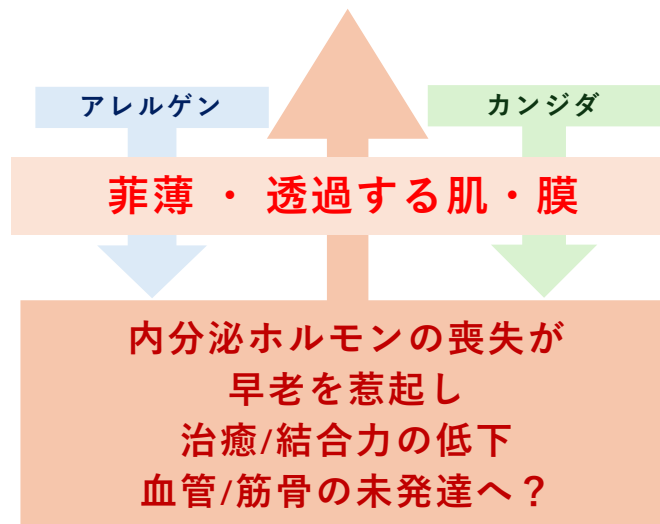 アレルゲン
カンジダ
菲薄 ・ 透過する肌・膜
内分泌ホルモンの喪失が
早老を惹起し
治癒/結合力の低下
血管/筋骨の未発達へ？